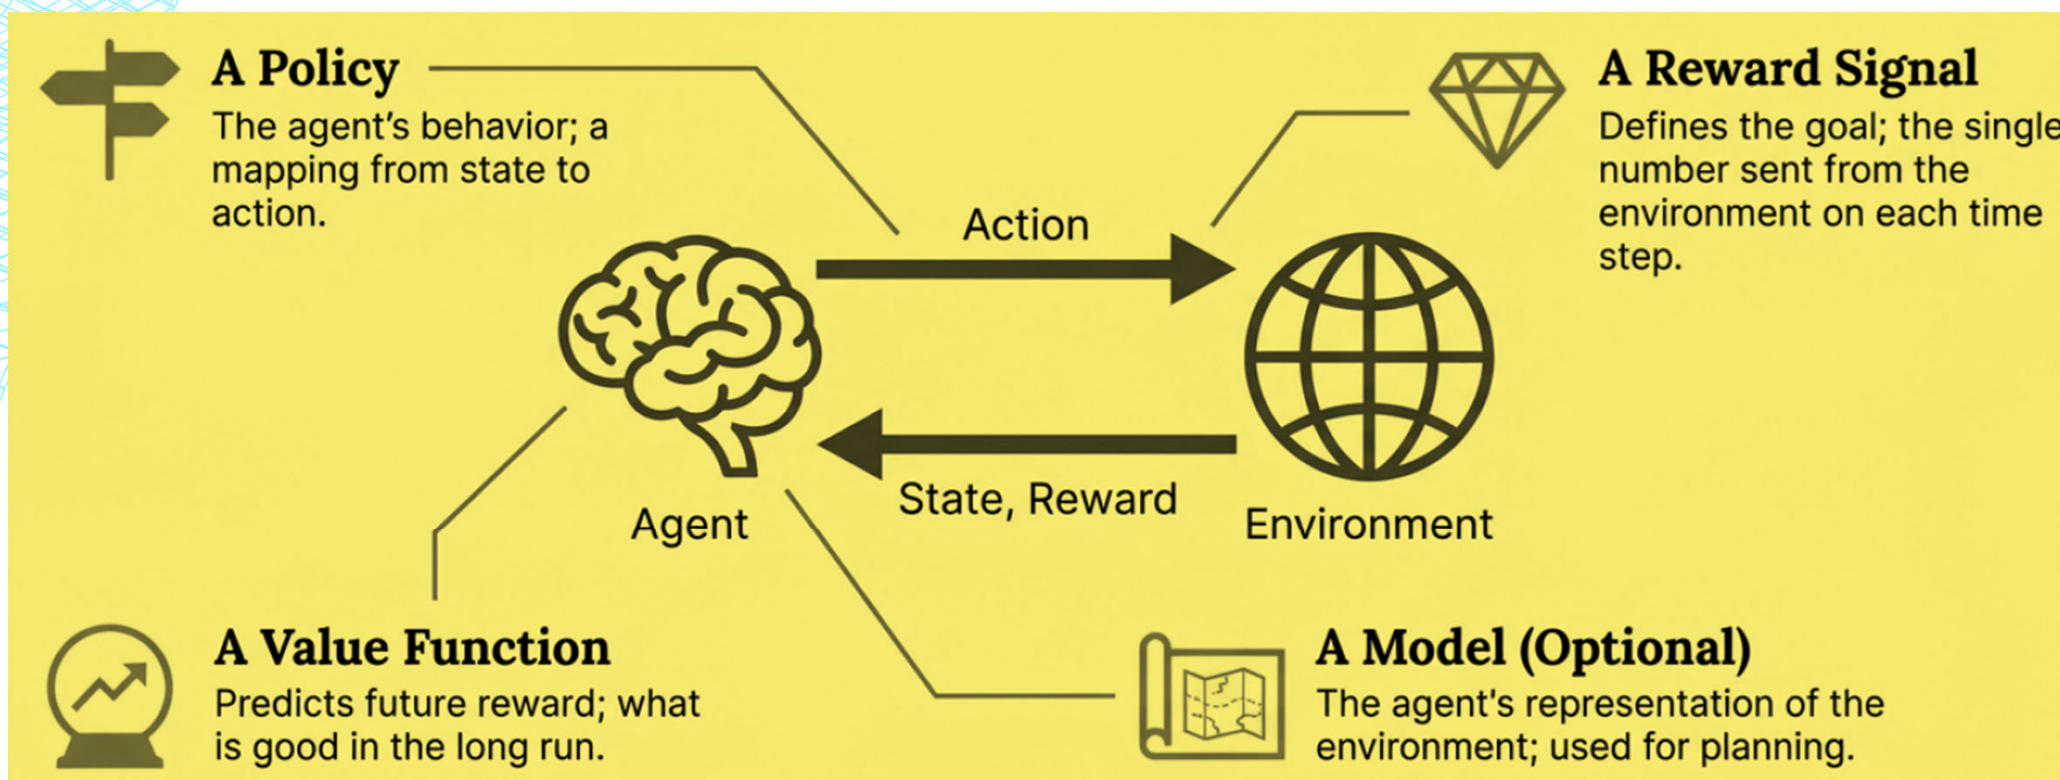 A Policy
The agent's behavior; a
mapping from state to
action.
A Reward Signal
Defines the goal; the single
number sent from the
environment on each time
step.
Action
State, Reward
Agent
Environment
A Value Function
Predicts future reward; what
is good in the long run.
A Model (Optional)
The agent's representation of the
environment; used for planning.